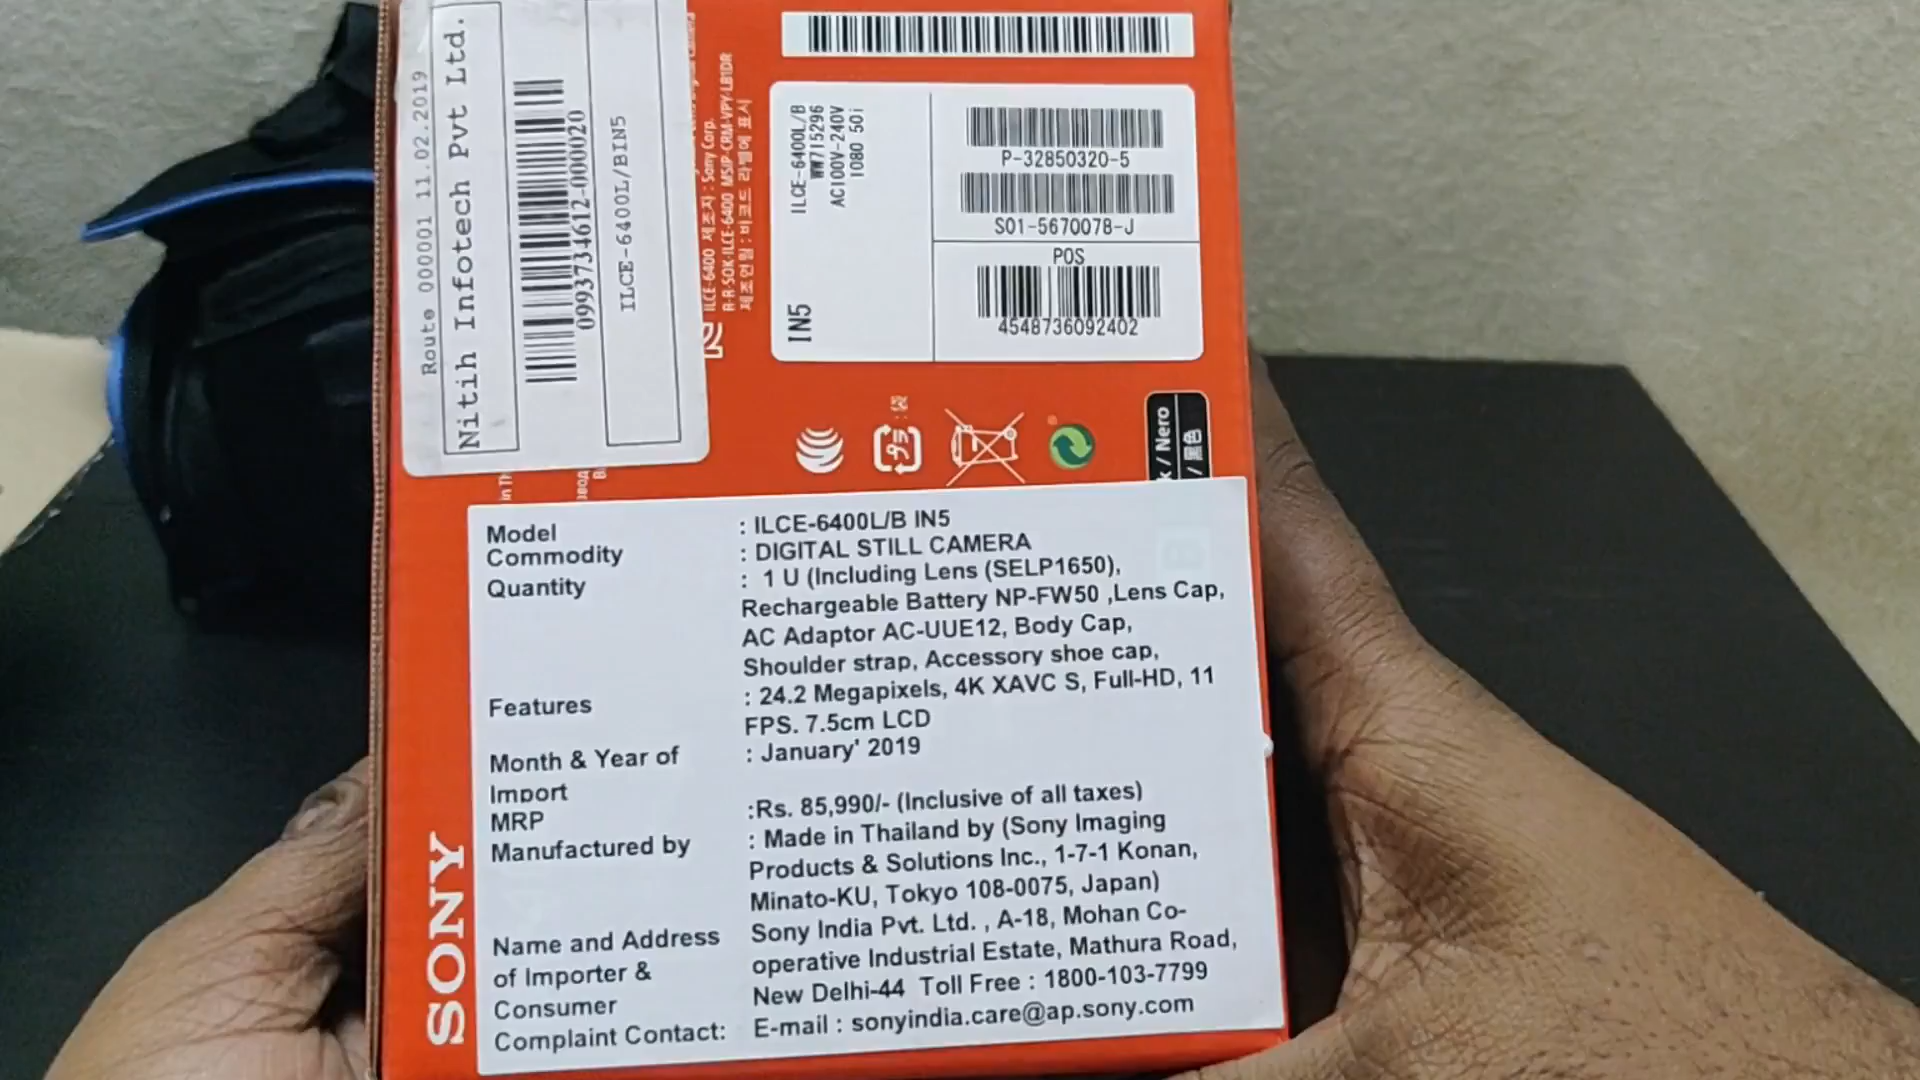 Route 000001 11.02.2019
Nitih Infotech Pvt Ltd.
0993734612-000020
ILCE-6400L/BIN5
ILCE-6400 제조자 : Sony Corp.
제조연월 : 바코드 라벨에 표시
ILCE-6400L/B
WW715296
AC100V-240V
1080 50i
IN5
P-32850320-5
S01-5670078-J
POS
4548736092402
プラ : 袋
k / Nero
/ 黑色
Model : ILCE-6400L/B IN5
Commodity : DIGITAL STILL CAMERA
Quantity : 1 U (Including Lens (SELP1650),
Rechargeable Battery NP-FW50 ,Lens Cap,
AC Adaptor AC-UUE12, Body Cap,
Shoulder strap, Accessory shoe cap,
Features : 24.2 Megapixels, 4K XAVC S, Full-HD, 11
FPS. 7.5cm LCD
Month & Year of : January' 2019
Import
MRP :Rs. 85,990/- (Inclusive of all taxes)
Manufactured by : Made in Thailand by (Sony Imaging
Products & Solutions Inc., 1-7-1 Konan,
Minato-KU, Tokyo 108-0075, Japan)
Name and Address Sony India Pvt. Ltd. , A-18, Mohan Co-
of Importer & operative Industrial Estate, Mathura Road,
Consumer New Delhi-44 Toll Free : 1800-103-7799
Complaint Contact: E-mail : sonyindia.care@ap.sony.com
SONY